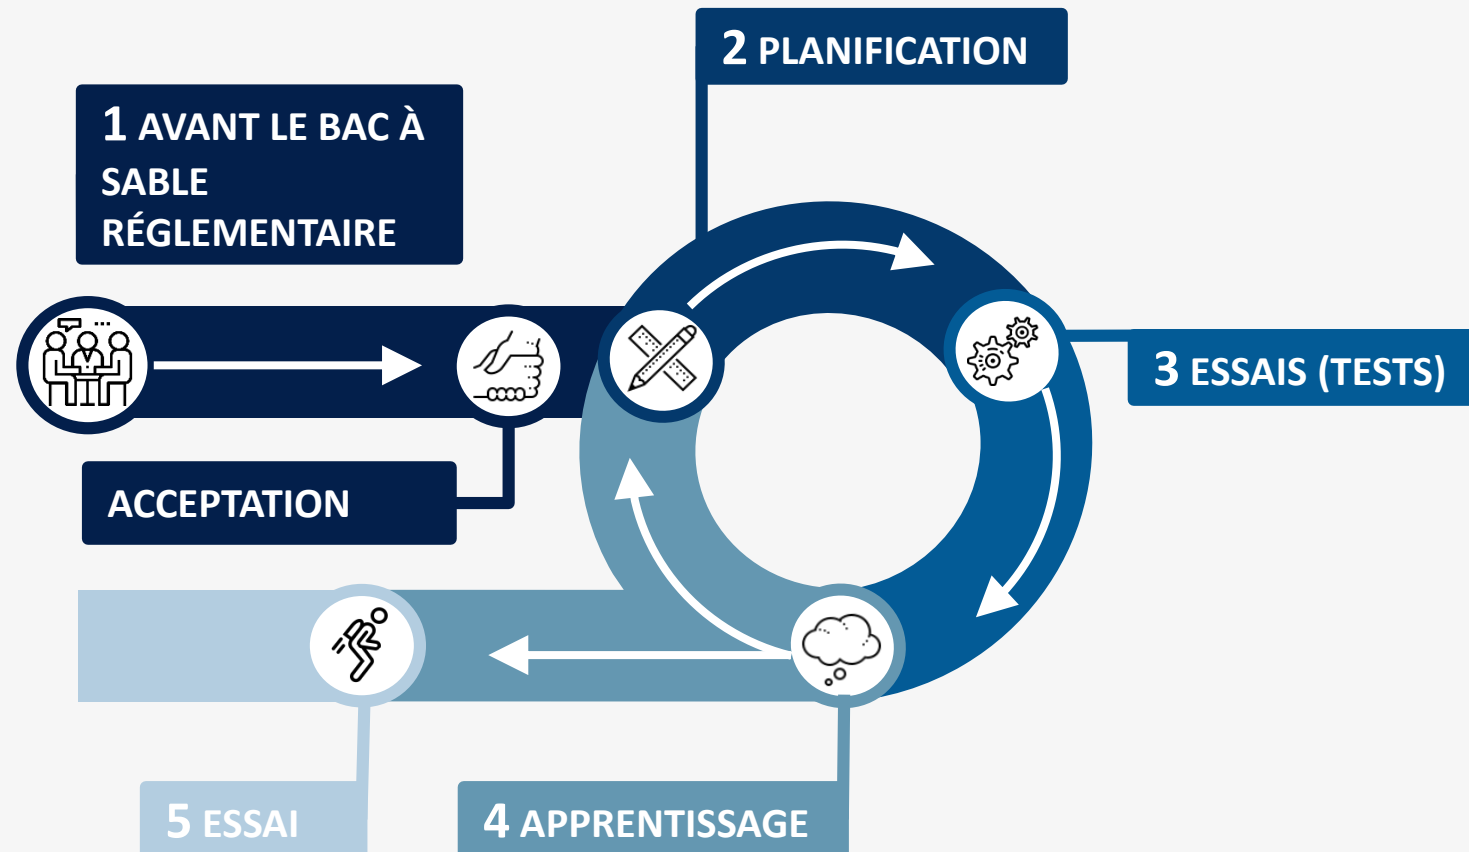 1 AVANT LE BAC À
SABLE
RÉGLEMENTAIRE
2 PLANIFICATION
3 ESSAIS (TESTS)
ACCEPTATION
5 ESSAI
4 APPRENTISSAGE